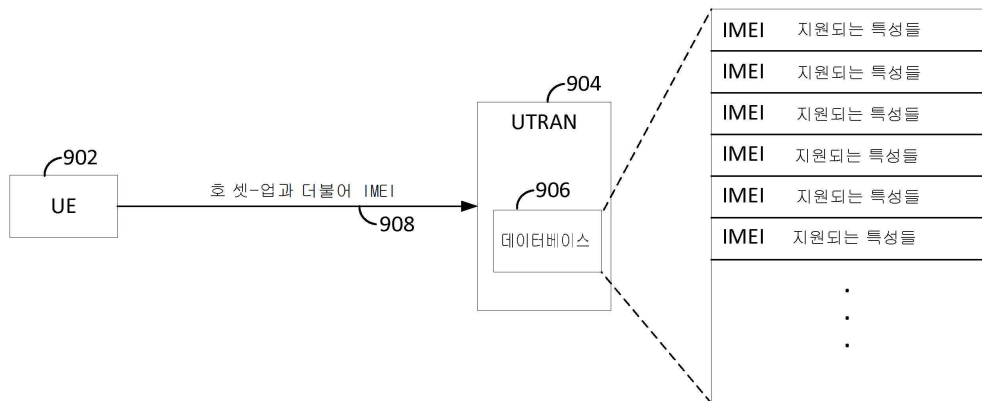 902
UE
호 셋-업과 더불어 IMEI
908
904
UTRAN
906
데이터베이스
IMEI 지원되는 특성들
IMEI 지원되는 특성들
IMEI 지원되는 특성들
IMEI 지원되는 특성들
IMEI 지원되는 특성들
IMEI 지원되는 특성들